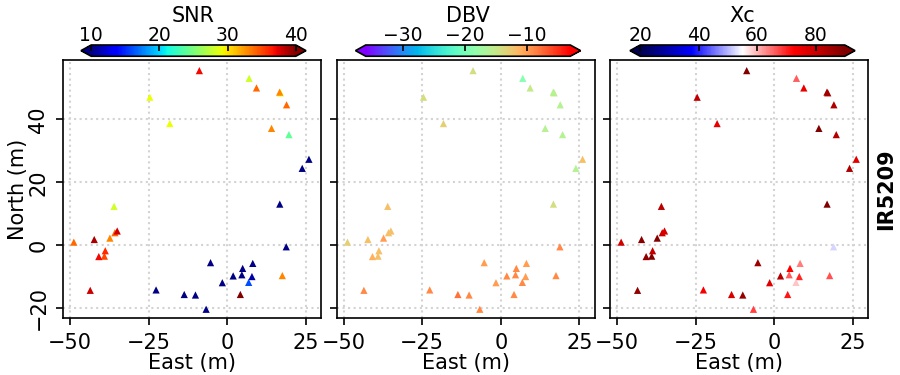 SNR DBV Xc
10 20 30 40 −30 −20 −10 20 40 60 80
North (m)
40
20
0
−20
−50 −25 0 25 −50 −25 0 25 −50 −25 0 25
East (m) East (m) East (m)
IR5209